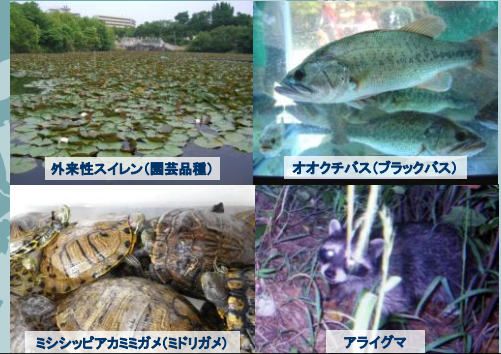 外来性スイレン（園芸品種）
オオクチバス（ブラックバス）
ミシシッピアカミミガメ（ミドリガメ）
アライグマ